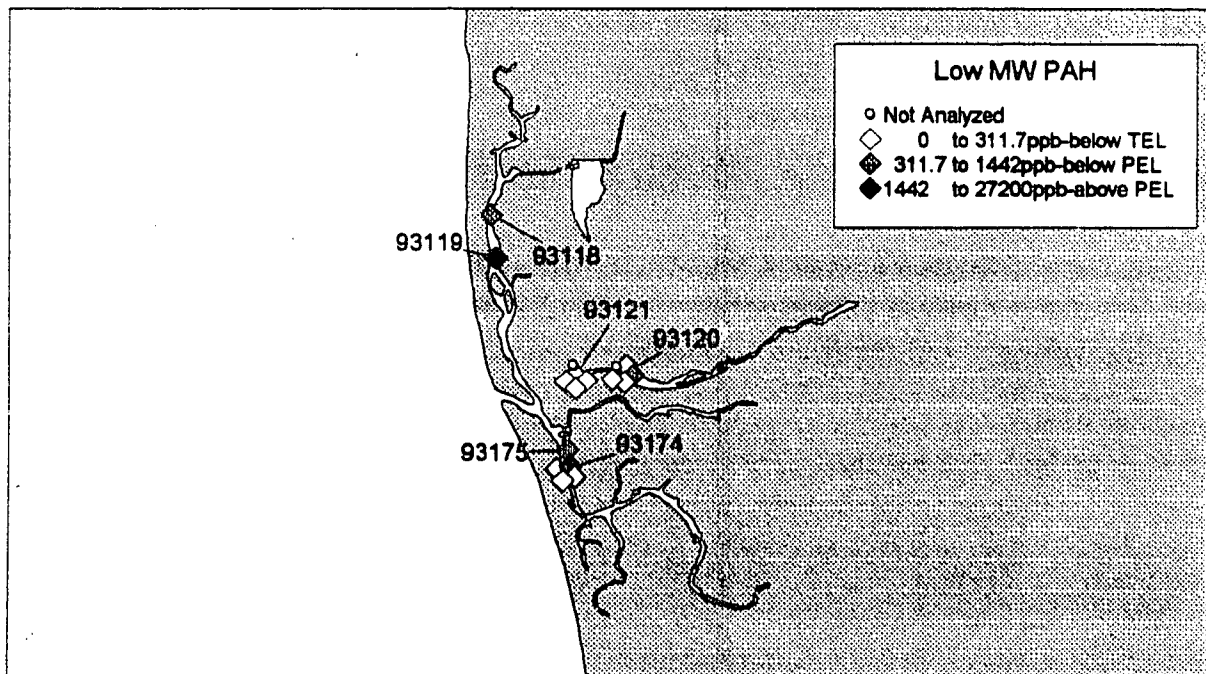 Low MW PAH
Not Analyzed
0 to 311.7ppb-below TEL
311.7 to 1442ppb-below PEL
1442 to 27200ppb-above PEL
93119
93118
93121
93120
93175
93174